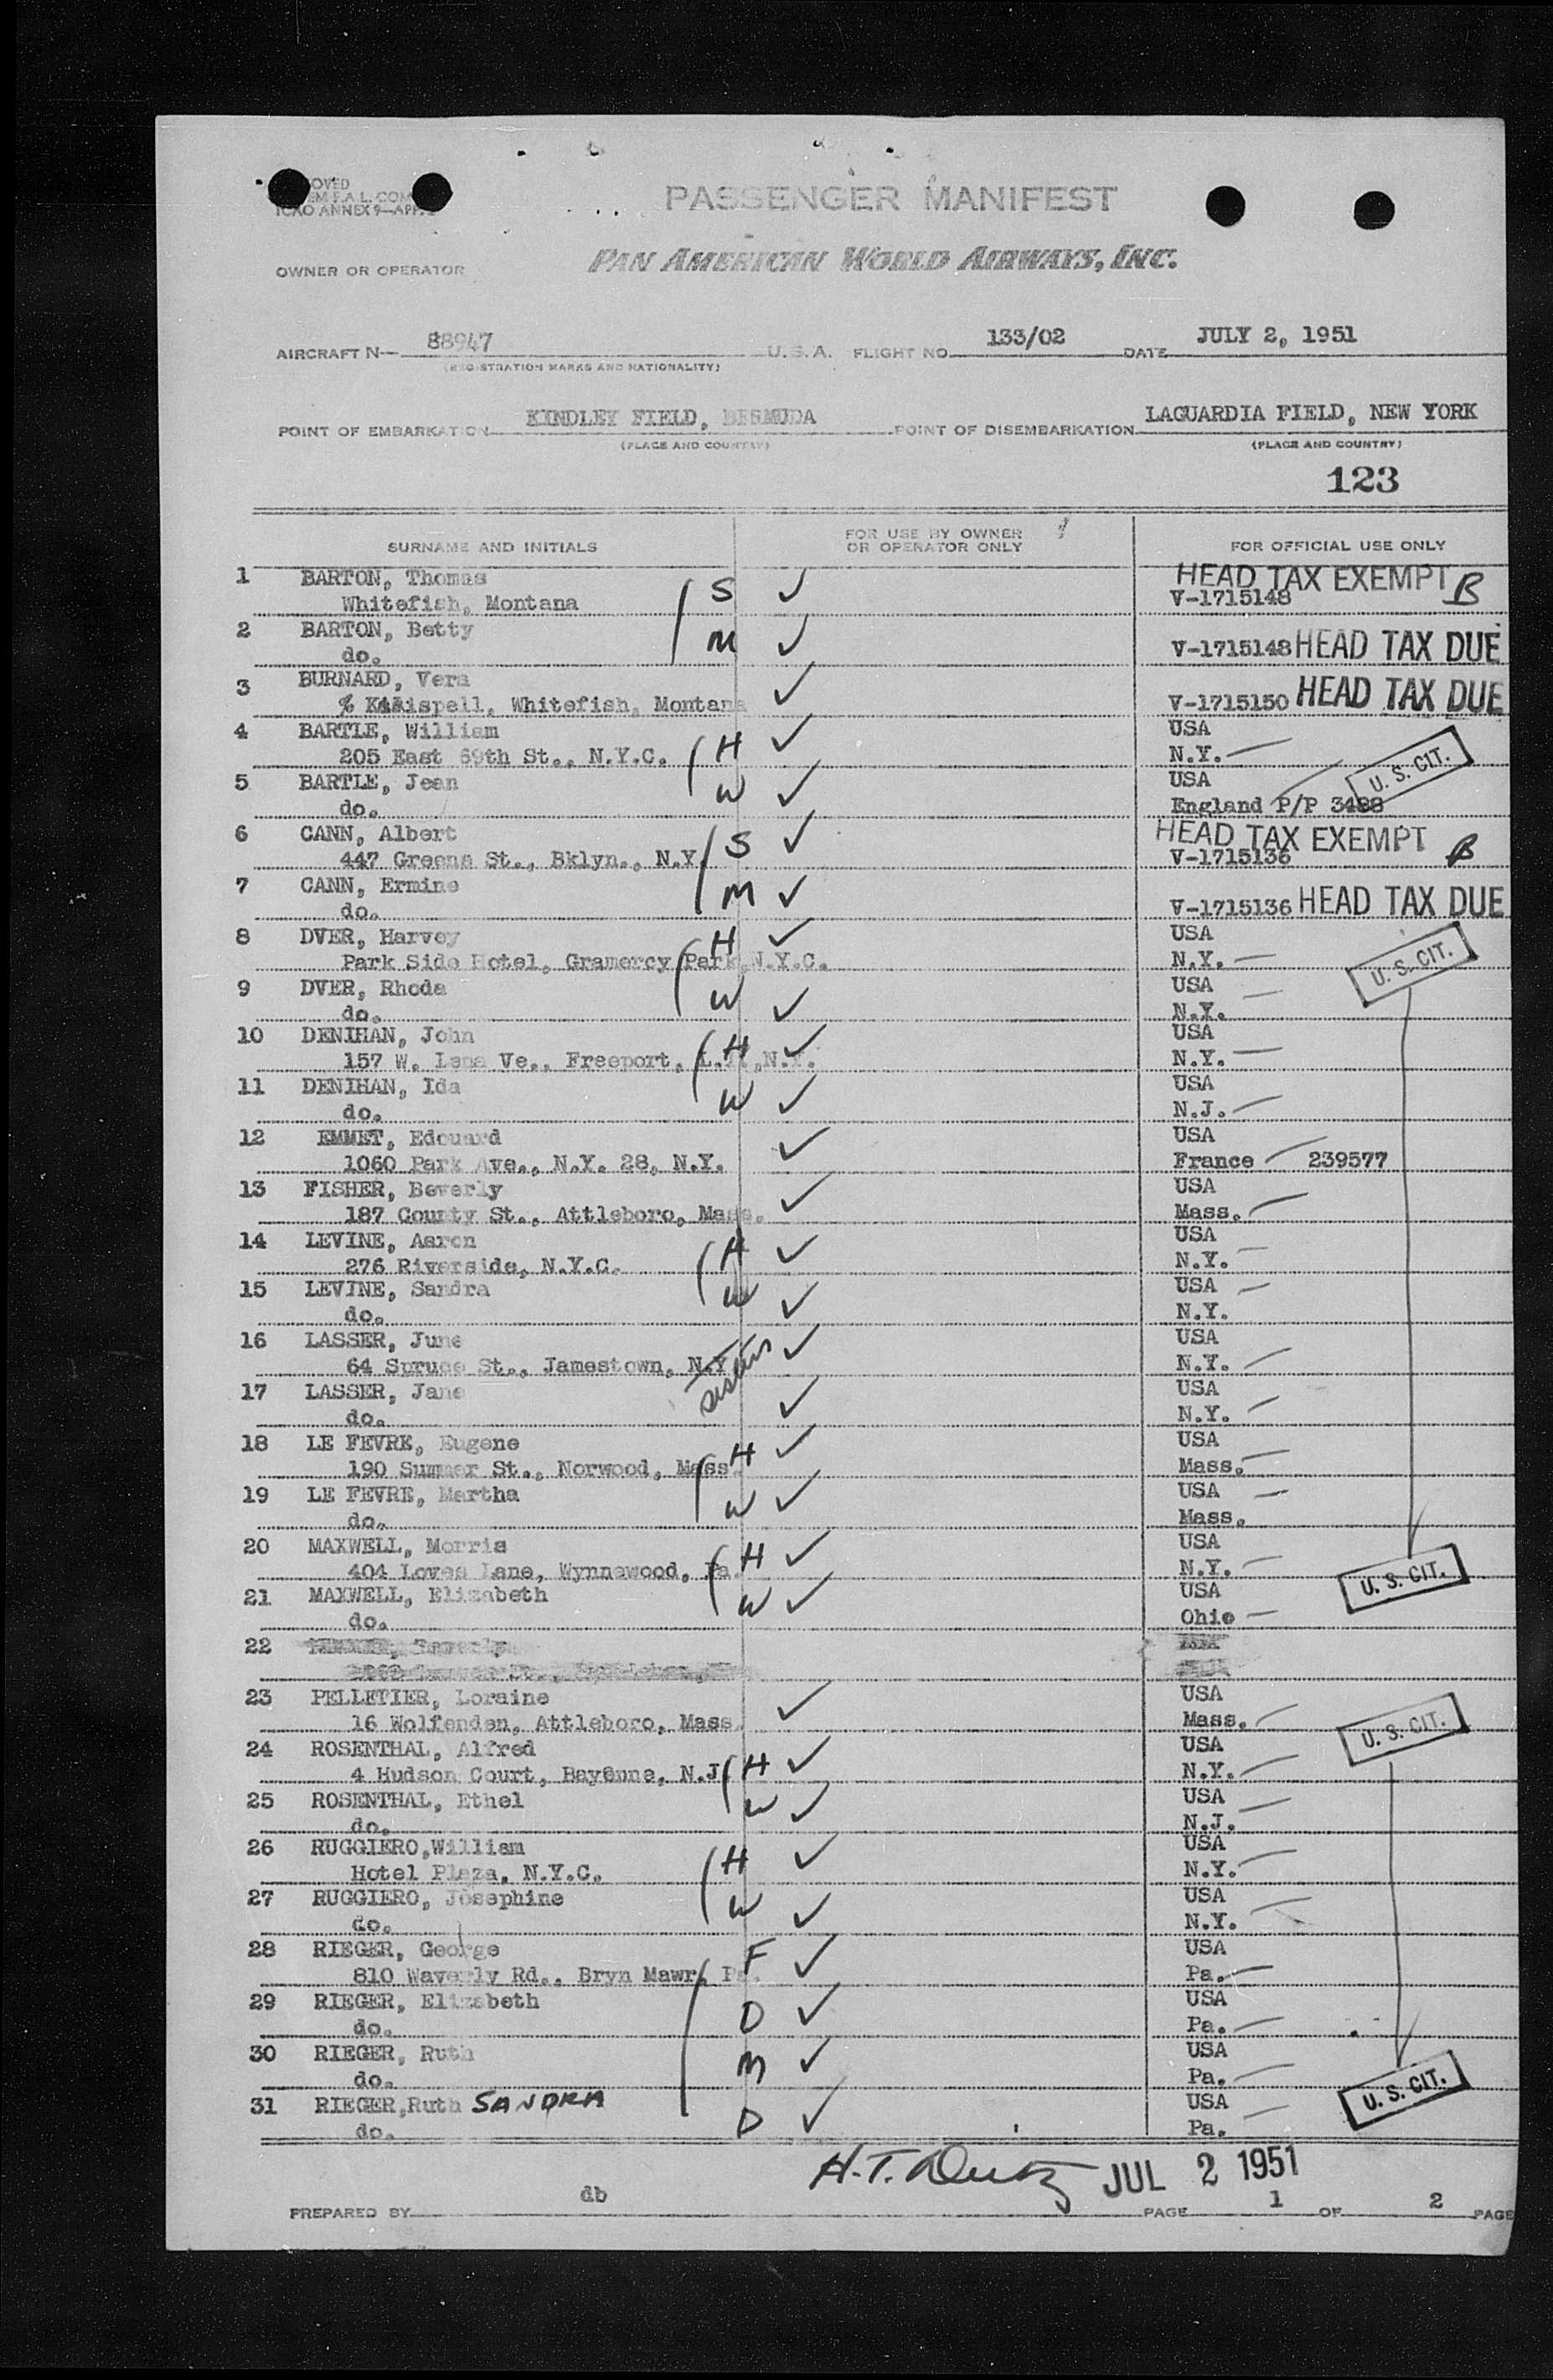 OVED
ICAO ANNEX 9—APP.
PASSENGER MANIFEST
OWNER OR OPERATOR
PAN AMERICAN WORLD AIRWAYS, INC.
AIRCRAFT N— 88947 U.S.A. FLIGHT NO. 133/02 DATE JULY 2, 1951
(REGISTRATION MARKS AND NATIONALITY)
POINT OF EMBARKATION KINDLEY FIELD, BERMUDA POINT OF DISEMBARKATION LAGUARDIA FIELD, NEW YORK
(PLACE AND COUNTRY) (PLACE AND COUNTRY)
123
SURNAME AND INITIALS FOR USE BY OWNER OR OPERATOR ONLY FOR OFFICIAL USE ONLY
1 BARTON, Thomas S ✓ HEAD TAX EXEMPT B
Whitefish, Montana V-1715148
2 BARTON, Betty M ✓
do. V-1715148 HEAD TAX DUE
3 BURNARD, Vera ✓
% Kalispell, Whitefish, Montana V-1715150 HEAD TAX DUE
4 BARTLE, William ✓ USA
205 East 69th St., N.Y.C. H N.Y. U. S. CIT.
5 BARTLE, Jean W ✓ USA
do. England P/P 3488
6 CANN, Albert S ✓ HEAD TAX EXEMPT B
447 Greene St., Bklyn., N.Y. V-1715136
7 CANN, Ermine M ✓
do. V-1715136 HEAD TAX DUE
8 DVER, Harvey H ✓ USA
Park Side Hotel, Gramercy Park, N.Y.C. N.Y. U. S. CIT.
9 DVER, Rhoda W ✓ USA
do. N.Y.
10 DENIHAN, John H ✓ USA
157 W. Lena Ve., Freeport, L.I., N.Y. N.Y.
11 DENIHAN, Ida W ✓ USA
do. N.J.
12 EMMET, Edouard ✓ USA
1060 Park Ave., N.Y. 28, N.Y. France 239577
13 FISHER, Beverly ✓ USA
187 County St., Attleboro, Mass. Mass.
14 LEVINE, Aaron H ✓ USA
276 Riverside, N.Y.C. N.Y.
15 LEVINE, Sandra W ✓ USA
do. N.Y.
16 LASSER, June ✓ USA
64 Spruce St., Jamestown, N.Y. sisters N.Y.
17 LASSER, Jane ✓ USA
do. N.Y.
18 LE FEVRE, Eugene H ✓ USA
190 Summer St., Norwood, Mass. Mass.
19 LE FEVRE, Martha W ✓ USA
do. Mass.
20 MAXWELL, Morris H ✓ USA
404 Loves Lane, Wynnewood, Pa. N.Y. U. S. CIT.
21 MAXWELL, Elizabeth W ✓ USA
do. Ohio
22
23 PELLETIER, Loraine ✓ USA
16 Wolfenden, Attleboro, Mass. Mass. U. S. CIT.
24 ROSENTHAL, Alfred H ✓ USA
4 Hudson Court, Bayonne, N.J. N.Y.
25 ROSENTHAL, Ethel W ✓ USA
do. N.J.
26 RUGGIERO,William H ✓ USA
Hotel Plaza, N.Y.C. N.Y.
27 RUGGIERO, Josephine W ✓ USA
do. N.Y.
28 RIEGER, George F ✓ USA
810 Waverly Rd., Bryn Mawr, Pa. Pa.
29 RIEGER, Elizabeth D ✓ USA
do. Pa.
30 RIEGER, Ruth M ✓ USA
do. Pa.
31 RIEGER,Ruth SANDRA D ✓ USA U. S. CIT.
do. Pa.
H.T. JUL 2 1951
PREPARED BY db PAGE 1 OF 2 PAGE